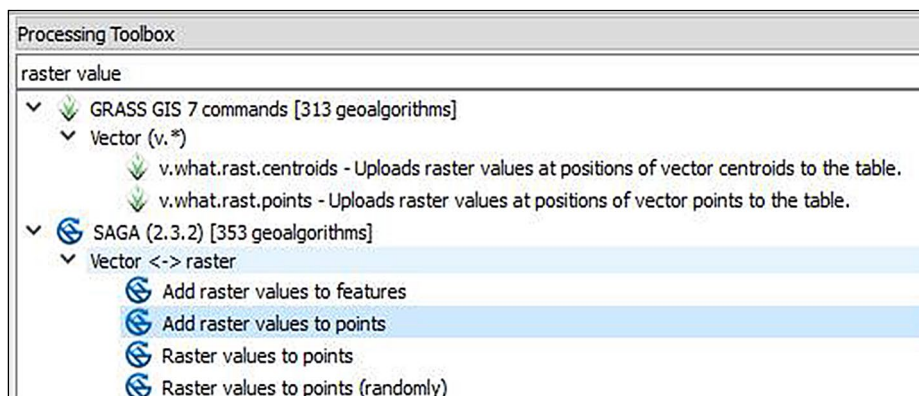 Processing Toolbox
raster value
GRASS GIS 7 commands [313 geoalgorithms]
Vector (v.*)
v.what.rast.centroids - Uploads raster values at positions of vector centroids to the table.
v.what.rast.points - Uploads raster values at positions of vector points to the table.
SAGA (2.3.2) [353 geoalgorithms]
Vector <-> raster
Add raster values to features
Add raster values to points
Raster values to points
Raster values to points (randomly)